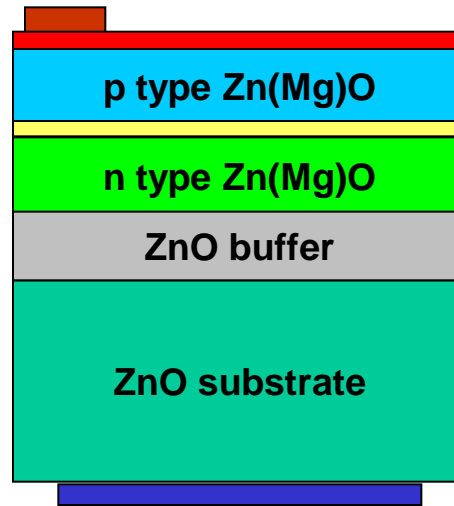 p type Zn(Mg)O
n type Zn(Mg)O
ZnO buffer
ZnO substrate